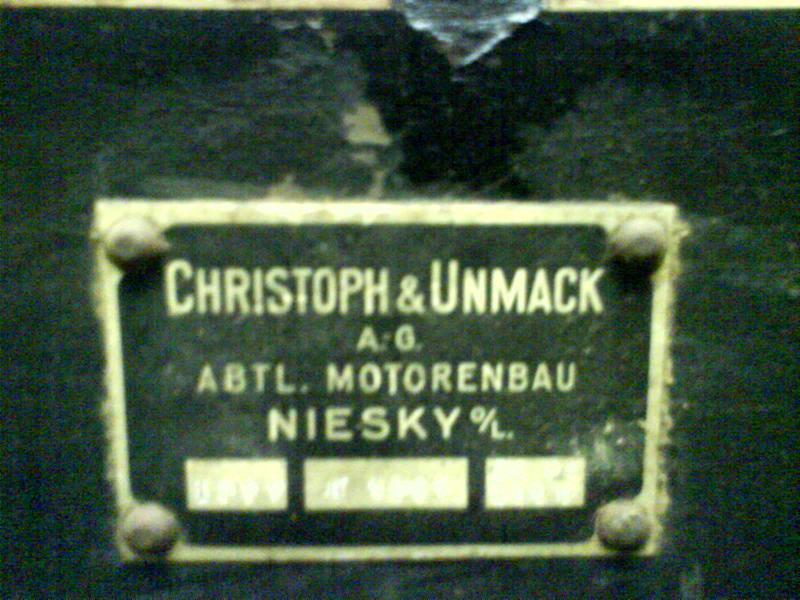 CHRISTOPH & UNMACK
A.G.
ABTL. MOTORENBAU
NIESKY O/L.